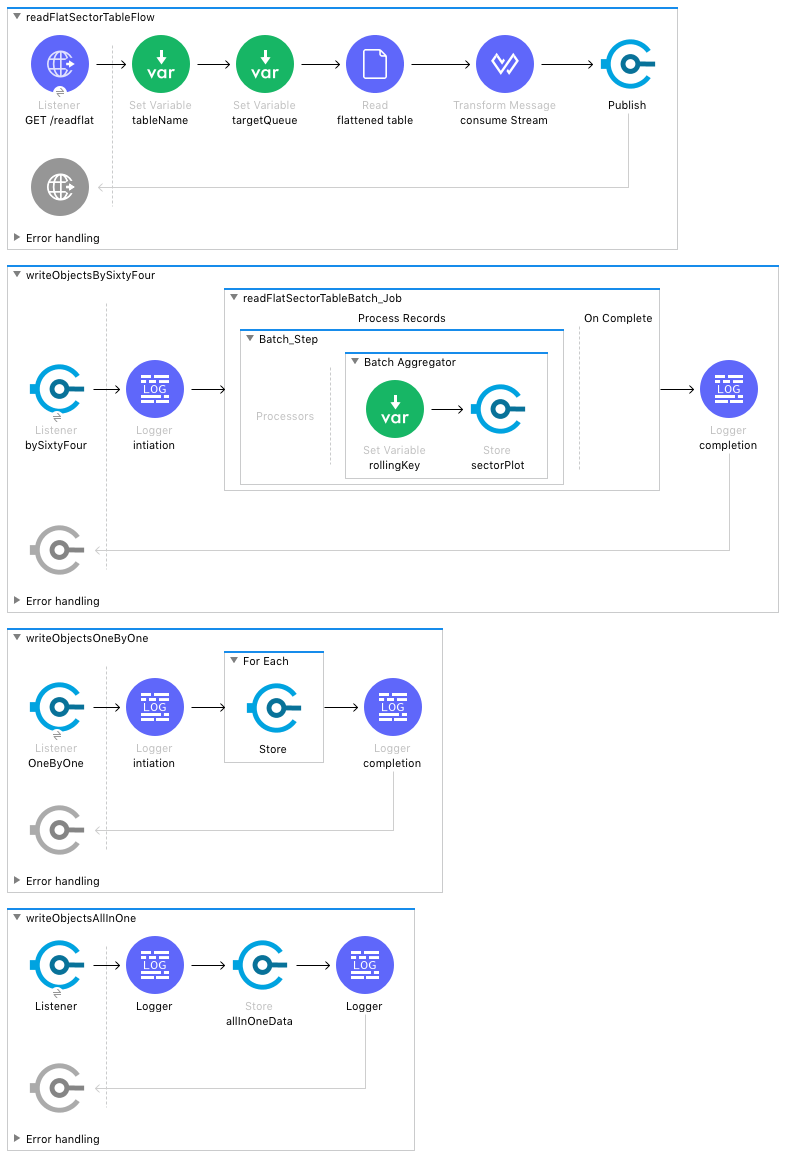 readFlatSectorTableFlow
var
var
Listener
Set Variable
Set Variable
Read
Transform Message
Publish
GET /readflat
tableName
targetQueue
flattened table
consume Stream
Error handling
writeObjectsBySixtyFour
readFlatSectorTableBatch_Job
Process Records
On Complete
Batch_Step
Batch Aggregator
LOG
LOG
var
Processors
Listener
Logger
Logger
bySixtyFour
intiation
completion
Set Variable
Store
rollingKey
sectorPlot
Error handling
writeObjectsOneByOne
For Each
LOG
LOG
Listener
Logger
Store
Logger
OneByOne
intiation
completion
Error handling
writeObjectsAllInOne
LOG
LOG
Listener
Logger
Store
Logger
allInOneData
Error handling